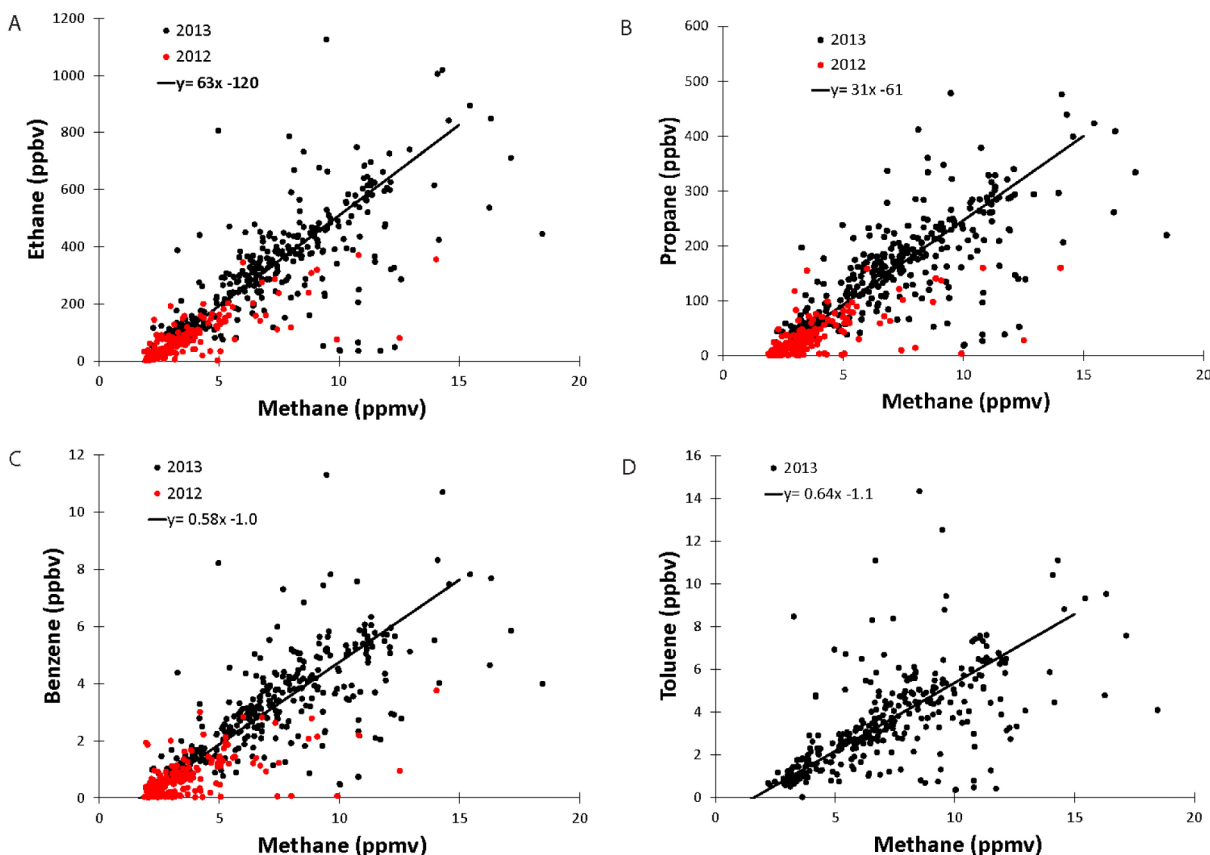 A
1200
1000
800
600
400
200
0
0 5 10 15 20
Ethane (ppbv)
Methane (ppmv)
2013
2012
y= 63x -120
B
600
500
400
300
200
100
0
0 5 10 15 20
Propane (ppbv)
Methane (ppmv)
2013
2012
y= 31x -61
C
12
10
8
6
4
2
0
0 5 10 15 20
Benzene (ppbv)
Methane (ppmv)
2013
2012
y= 0.58x -1.0
D
16
14
12
10
8
6
4
2
0
0 5 10 15 20
Toluene (ppbv)
Methane (ppmv)
2013
y= 0.64x -1.1